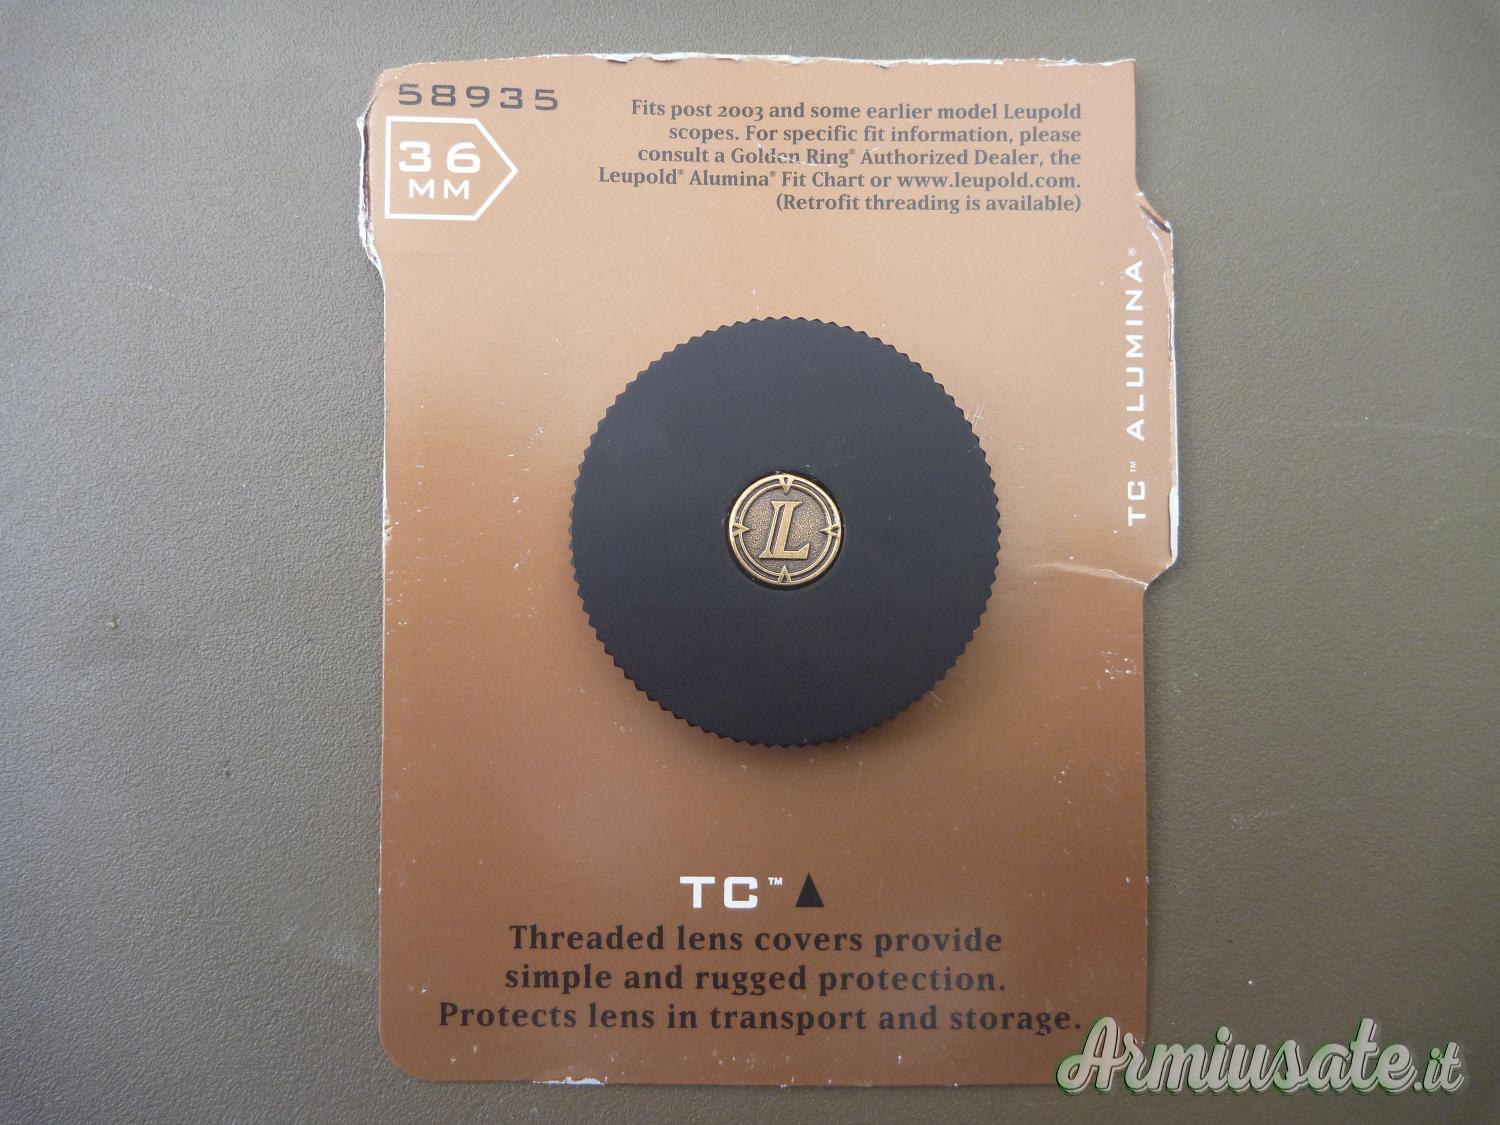 58935
36
MM
Fits post 2003 and some earlier model Leupold
scopes. For specific fit information, please
consult a Golden Ring® Authorized Dealer, the
Leupold® Alumina® Fit Chart or www.leupold.com.
(Retrofit threading is available)
TC™ ALUMINA®
L
TC™
Threaded lens covers provide
simple and rugged protection.
Protects lens in transport and storage.
Armiusate.it